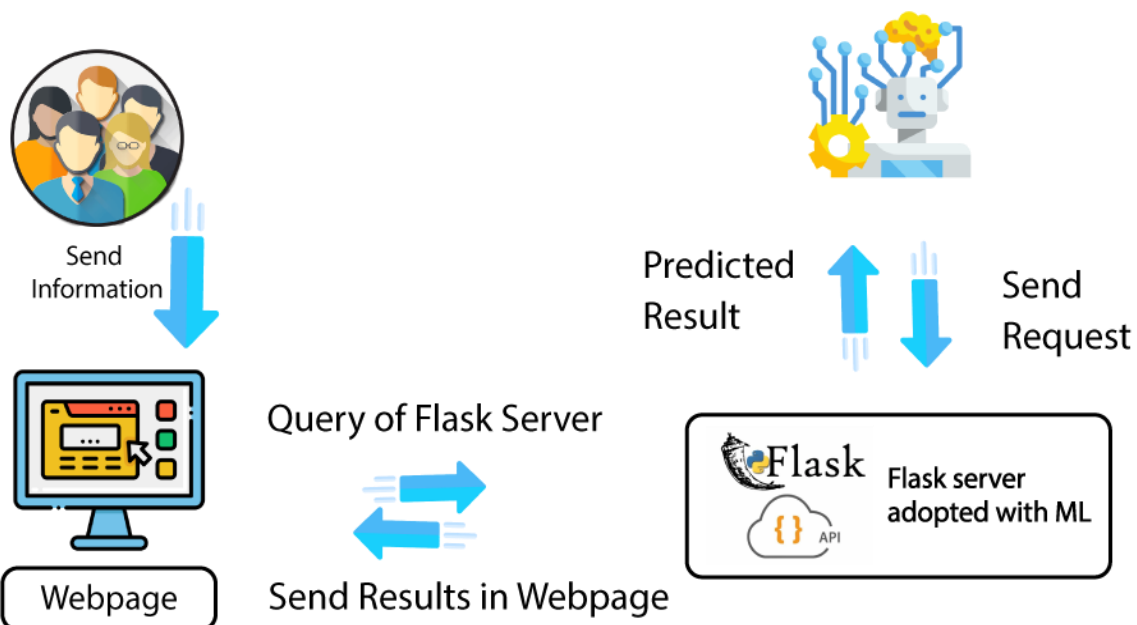 Send
Information
Predicted
Result
Send
Request
Query of Flask Server
Flask
API
Flask server
adopted with ML
Webpage
Send Results in Webpage